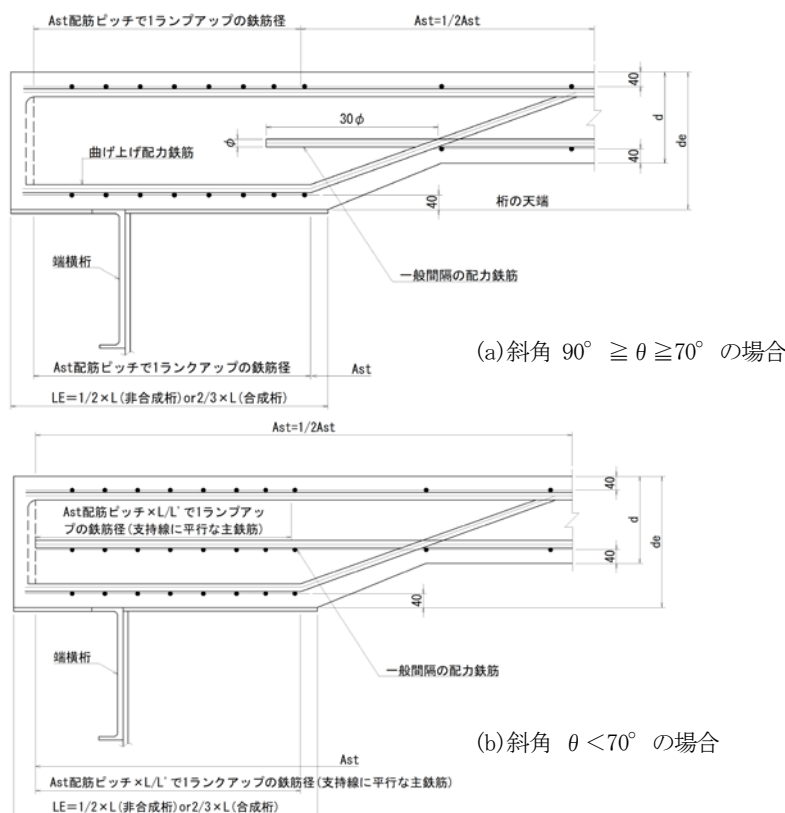 Ast配筋ピッチで1ランプアップの鉄筋径
Ast=1/2Ast
40
30φ
d
de
φ
曲げ上げ配力鉄筋
40
40
桁の天端
端横桁
一般間隔の配力鉄筋
(a)斜角 90° ≧θ≧70° の場合
Ast配筋ピッチで1ランクアップの鉄筋径
Ast
LE=1/2×L(非合成桁)or2/3×L(合成桁)
Ast=1/2Ast
40
Ast配筋ピッチ×L/L'で1ランプアッ
プの鉄筋径(支持線に平行な主鉄筋)
d
de
40
40
端横桁
一般間隔の配力鉄筋
(b)斜角 θ<70° の場合
Ast
Ast配筋ピッチ×L/L'で1ランクアップの鉄筋径(支持線に平行な主鉄筋)
LE=1/2×L(非合成桁)or2/3×L(合成桁)